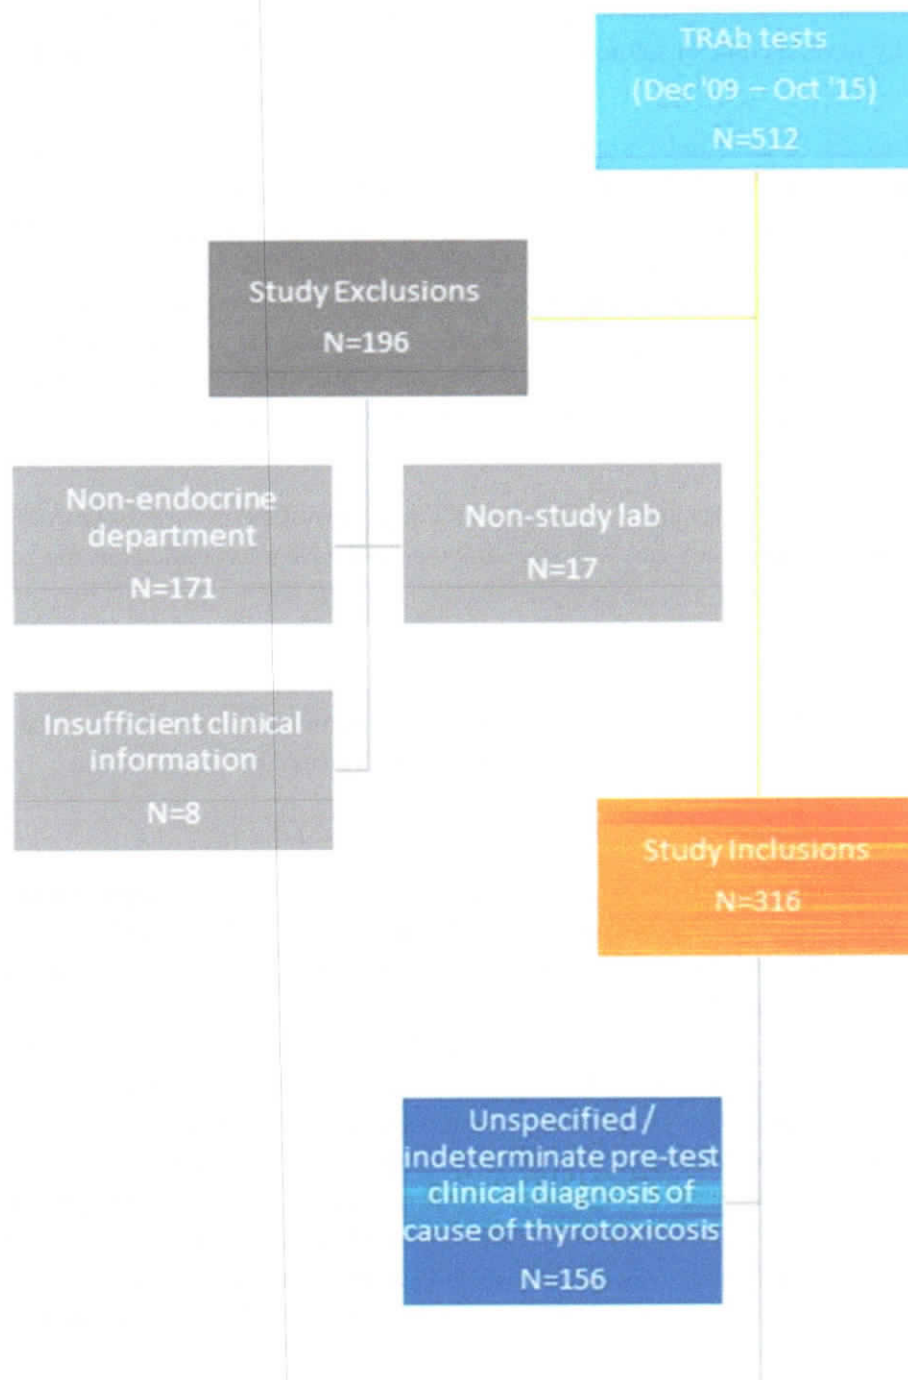 TRAb tests
(Dec '09 – Oct '15)
N=512
Study Exclusions
N=196
Non-endocrine
department
N=171
Non-study lab
N=17
Insufficient clinical
information
N=8
Study Inclusions
N=316
Unspecified /
indeterminate pre-test
clinical diagnosis of
cause of thyrotoxicosis
N=156